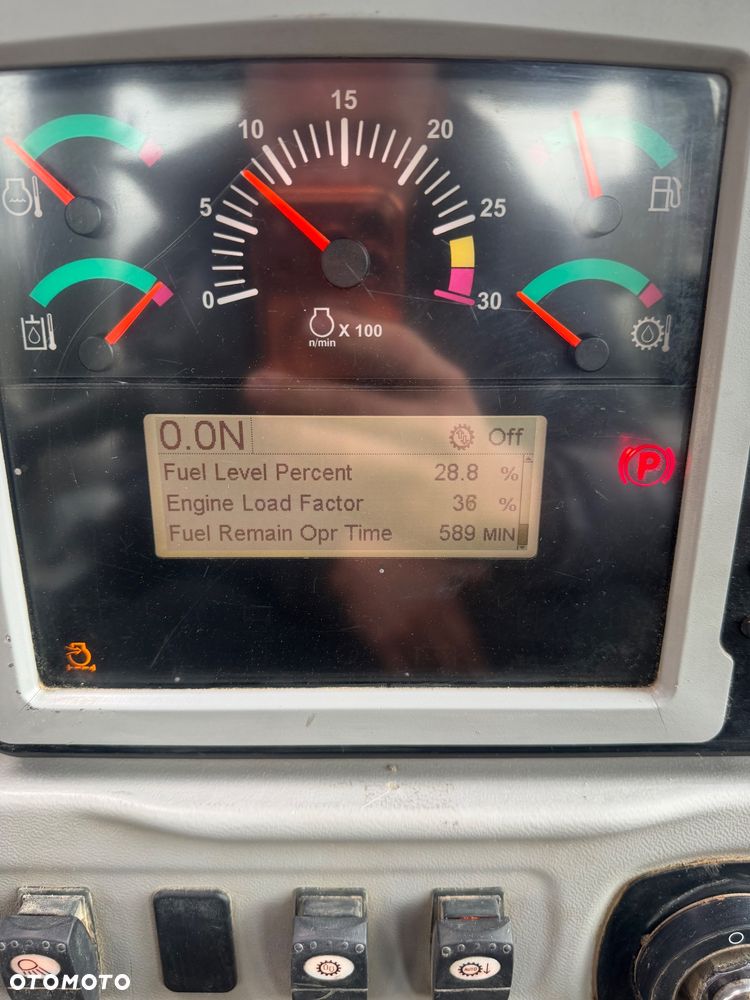 15
10
20
5
25
0
30
n/min
X 100
0.0N Off
Fuel Level Percent 28.8 %
Engine Load Factor 36 %
Fuel Remain Opr Time 589 MIN
P
AUTO
O
OTOMOTO